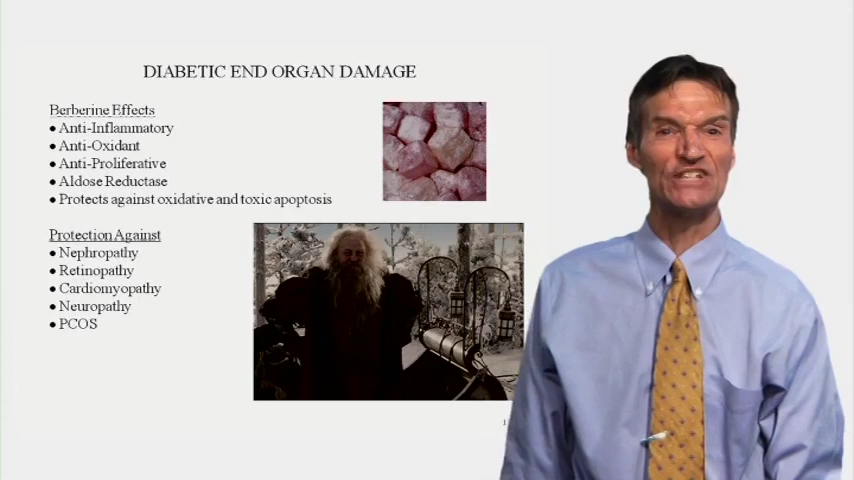 DIABETIC END ORGAN DAMAGE
Berberine Effects
• Anti-Inflammatory
• Anti-Oxidant
• Anti-Proliferative
• Aldose Reductase
• Protects against oxidative and toxic apoptosis
Protection Against
• Nephropathy
• Retinopathy
• Cardiomyopathy
• Neuropathy
• PCOS